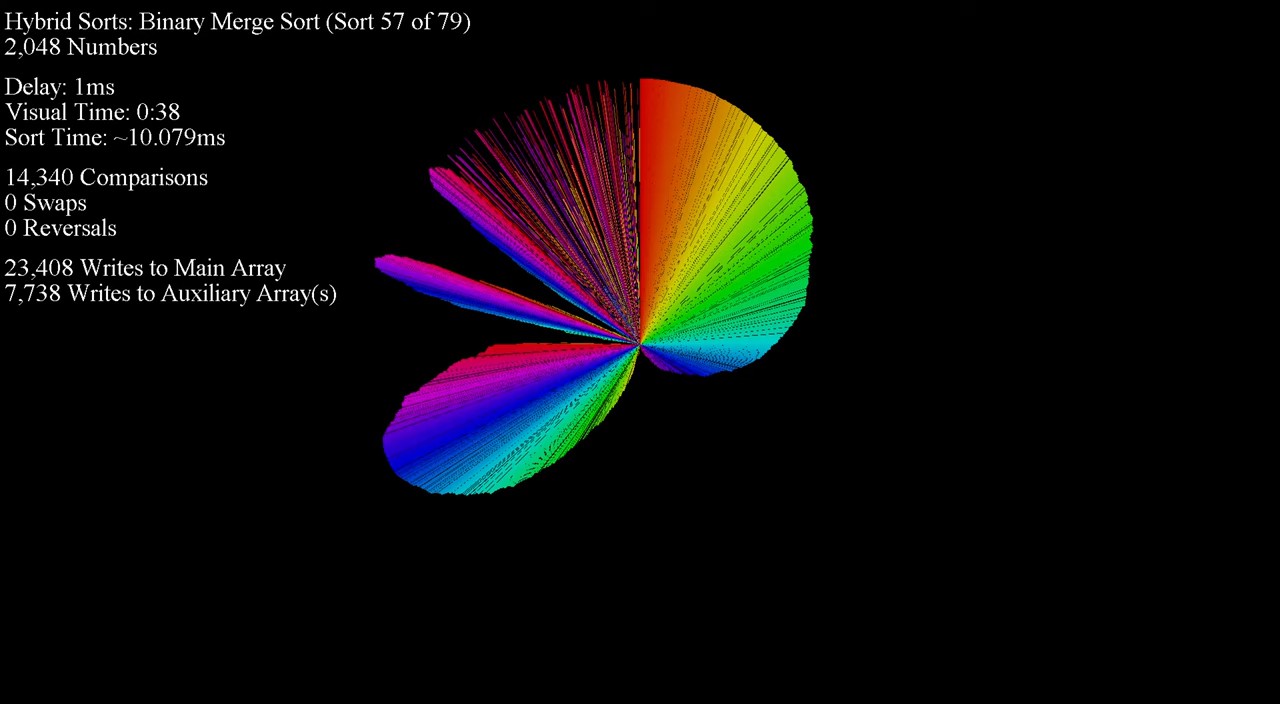 Hybrid Sorts: Binary Merge Sort (Sort 57 of 79)
2,048 Numbers
Delay: 1ms
Visual Time: 0:38
Sort Time: ~10.079ms
14,340 Comparisons
0 Swaps
0 Reversals
23,408 Writes to Main Array
7,738 Writes to Auxiliary Array(s)